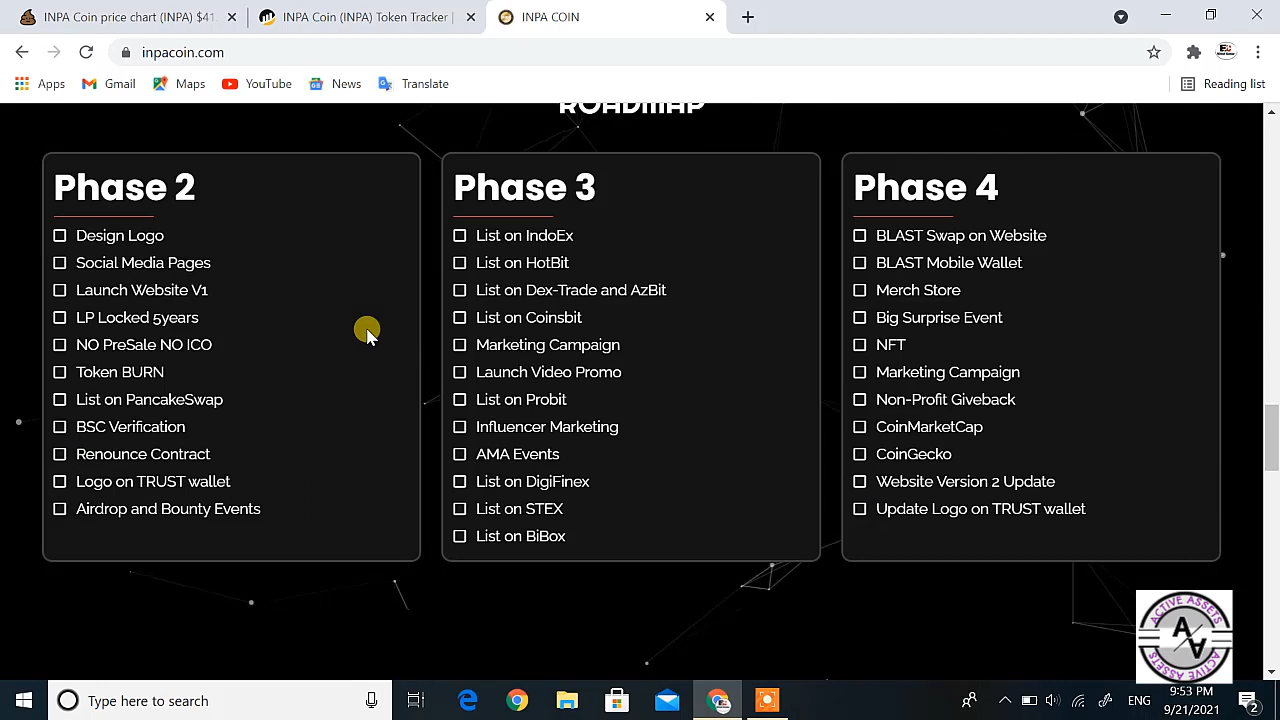 INPA Coin price chart (INPA) $41.
INPA Coin (INPA) Token Tracker |
INPA COIN
inpacoin.com
Apps
Gmail
Maps
YouTube
News
Translate
Reading list
ROADMAP
Phase 2
Design Logo
Social Media Pages
Launch Website V1
LP Locked 5years
NO PreSale NO ICO
Token BURN
List on PancakeSwap
BSC Verification
Renounce Contract
Logo on TRUST wallet
Airdrop and Bounty Events
Phase 3
List on IndoEx
List on HotBit
List on Dex-Trade and AzBit
List on Coinsbit
Marketing Campaign
Launch Video Promo
List on Probit
Influencer Marketing
AMA Events
List on DigiFinex
List on STEX
List on BiBox
Phase 4
BLAST Swap on Website
BLAST Mobile Wallet
Merch Store
Big Surprise Event
NFT
Marketing Campaign
Non-Profit Giveback
CoinMarketCap
CoinGecko
Website Version 2 Update
Update Logo on TRUST wallet
ACTIVE ASSETS
A/A
ACTIVE ASSETS
Type here to search
ENG
9:53 PM
9/21/2021
2